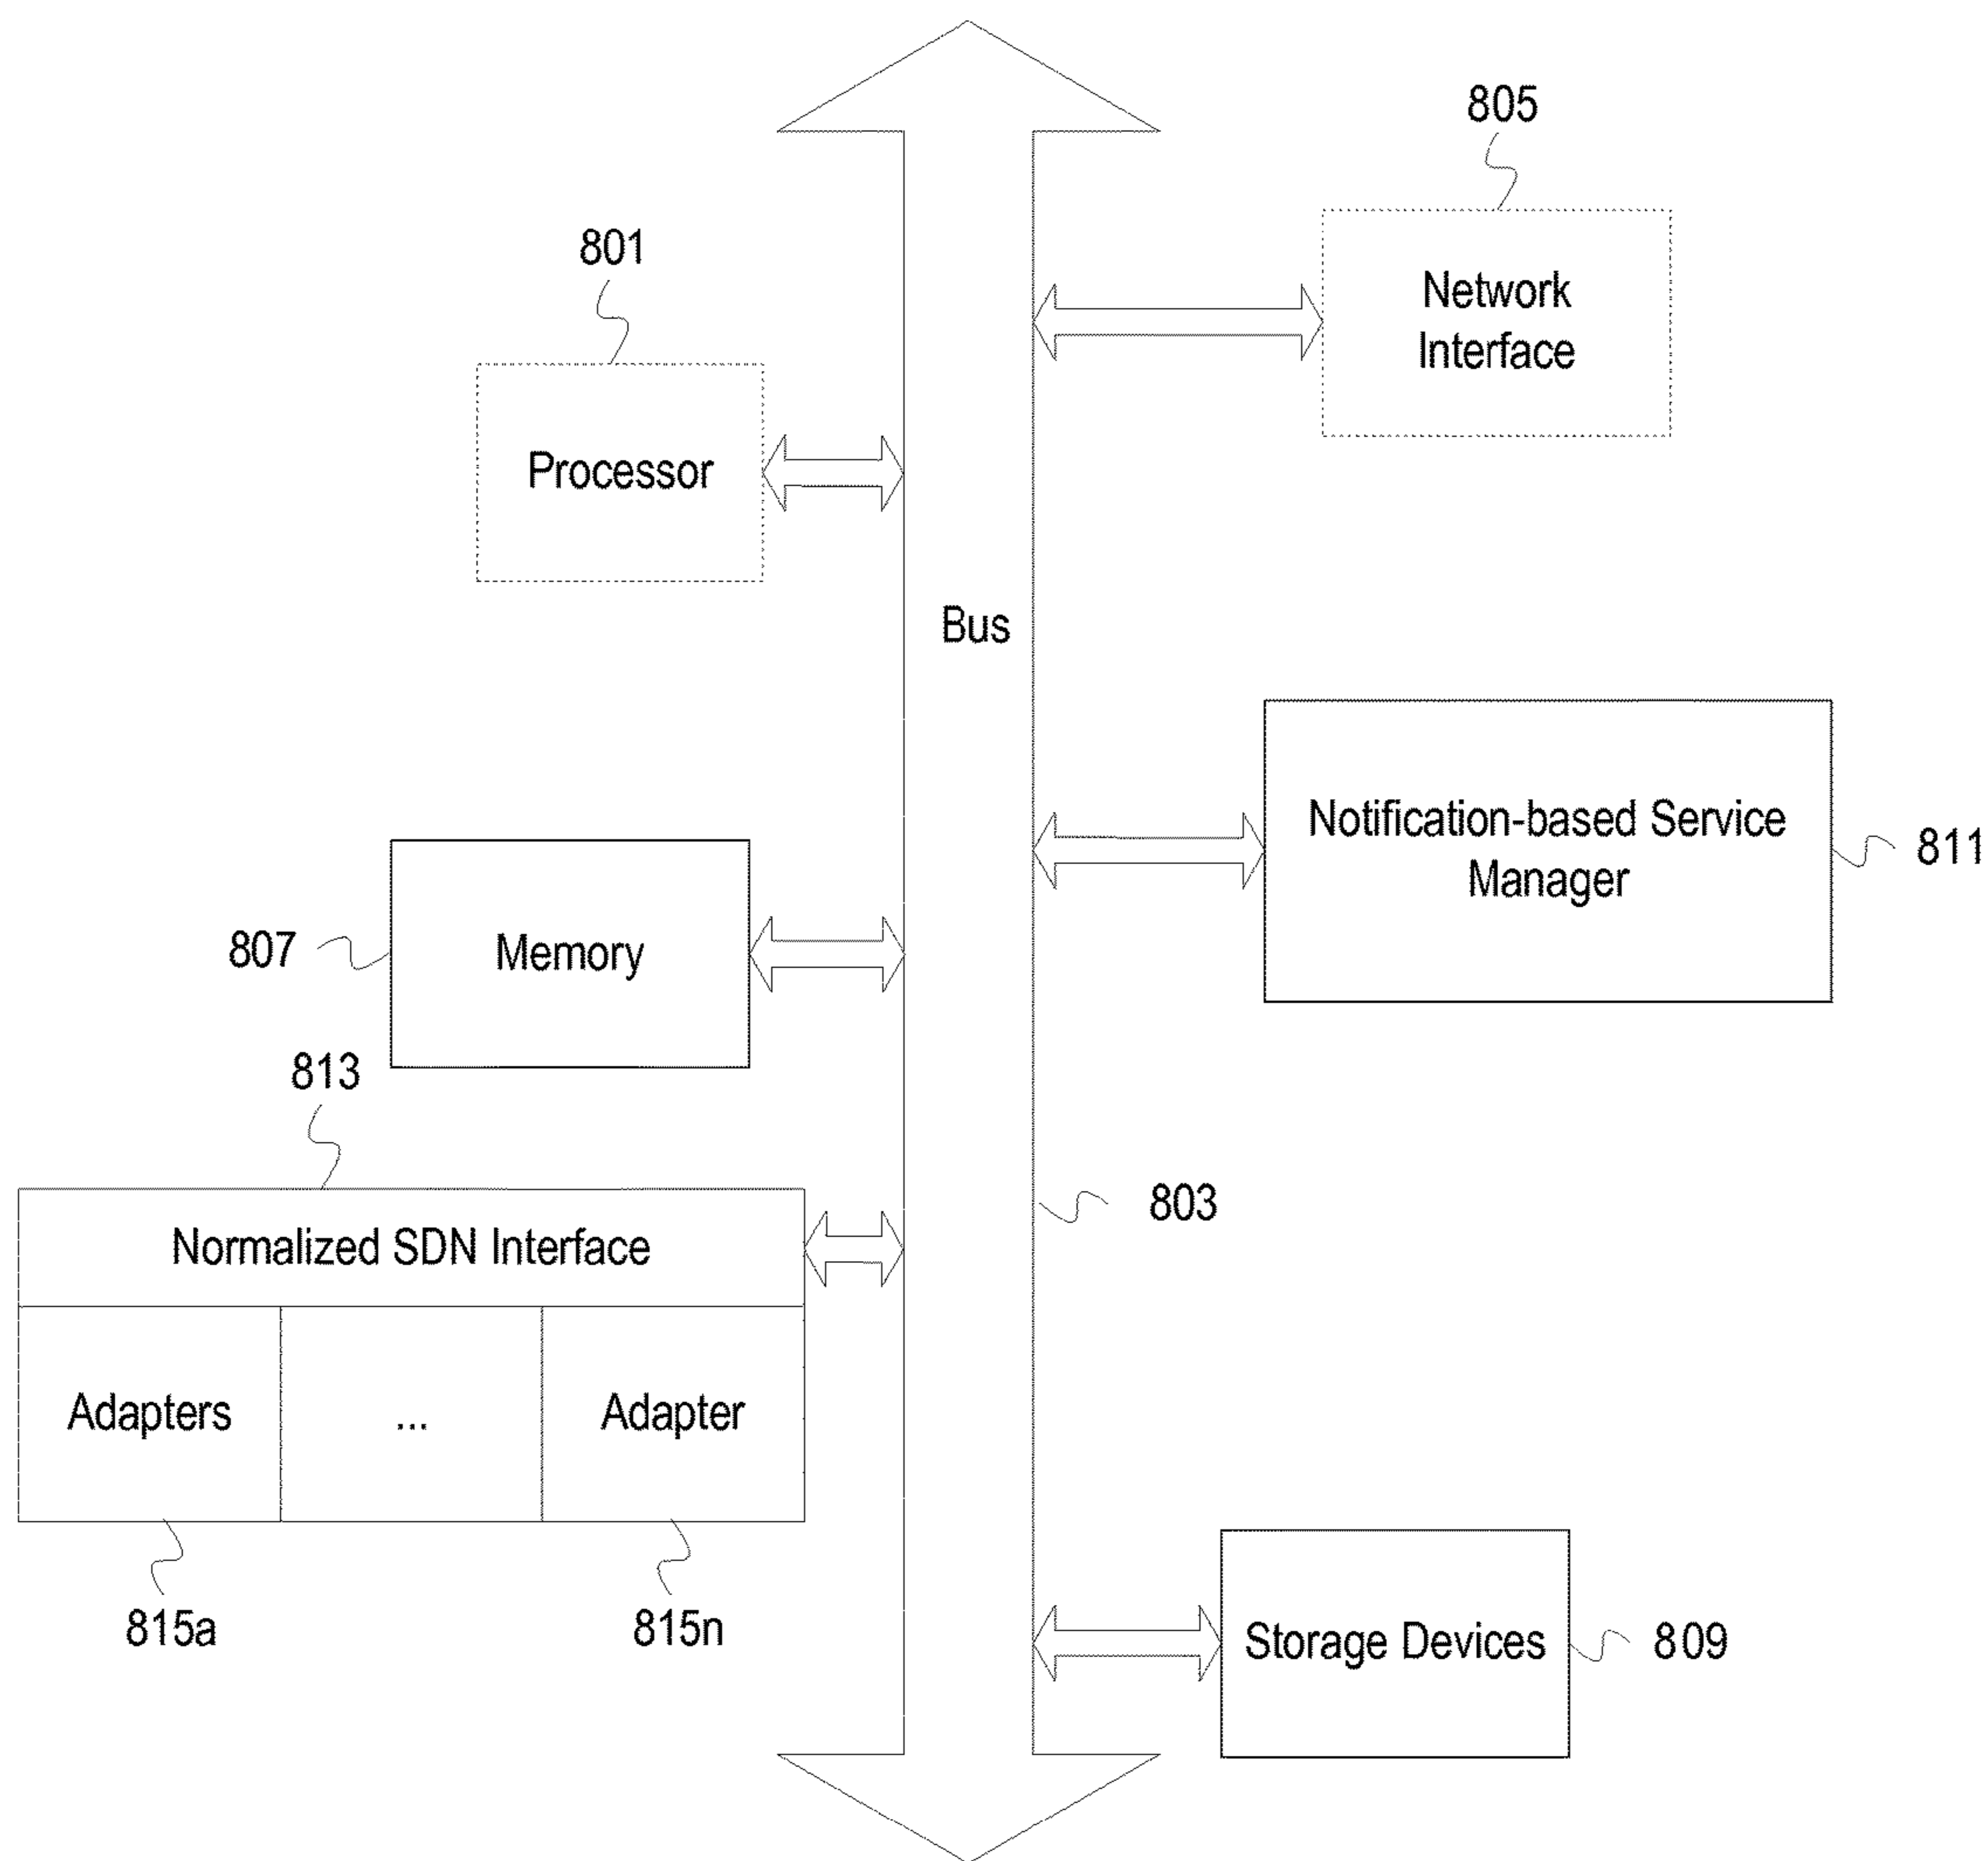 805
801
Network
Interface
Processor
Bus
Notification-based Service
Manager
811
807
Memory
813
803
Normalized SDN Interface
Adapters
...
Adapter
815a
815n
Storage Devices
809